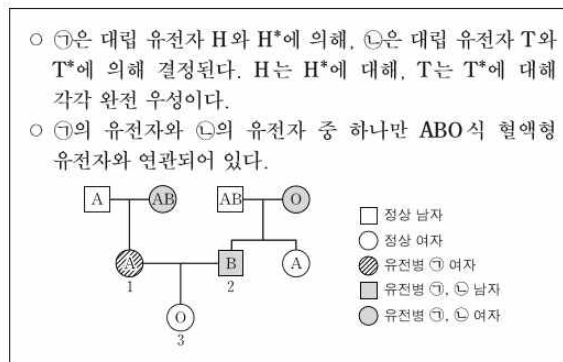 ○ ㉠은 대립 유전자 H와 H*에 의해, ㉡은 대립 유전자 T와
T*에 의해 결정된다. H는 H*에 대해, T는 T*에 대해
각각 완전 우성이다.
○ ㉠의 유전자와 ㉡의 유전자 중 하나만 ABO식 혈액형
유전자와 연관되어 있다.
A AB AB O
정상 남자
정상 여자
A B A
유전병 ㉠ 여자
1 2
유전병 ㉠, ㉡ 남자
O
유전병 ㉠, ㉡ 여자
3